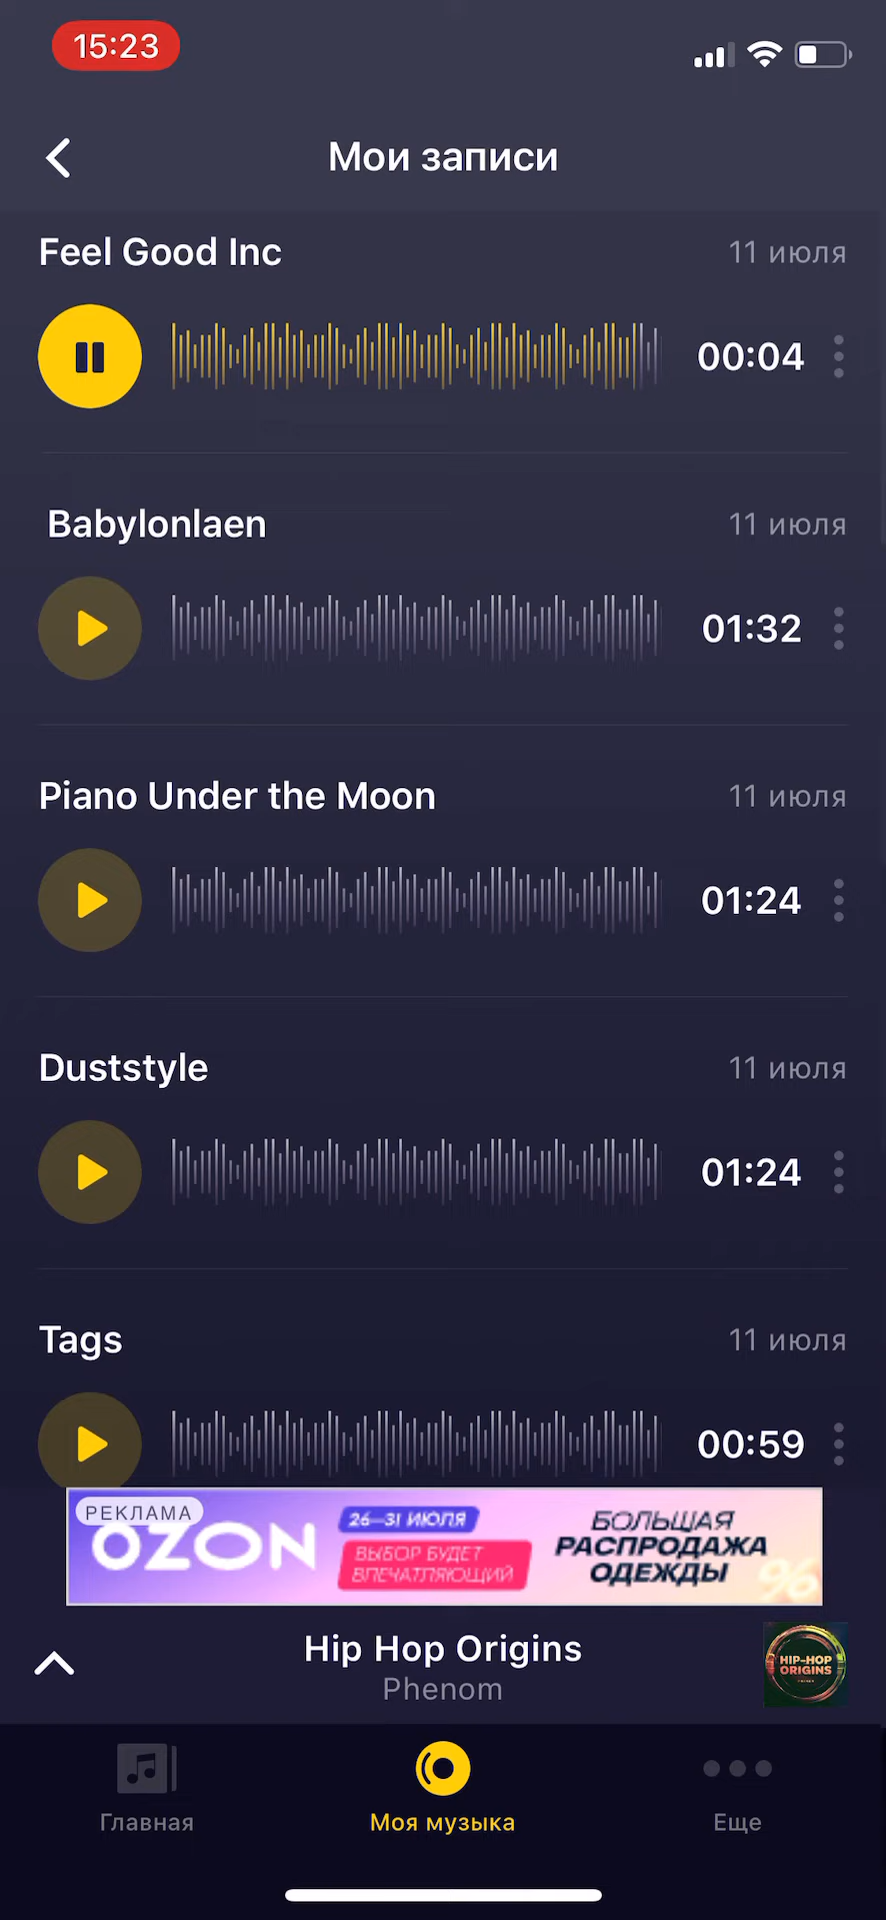 15:23
Мои записи
Feel Good Inc
11 июля
00:04
Babylonlaen
11 июля
01:32
Piano Under the Moon
11 июля
01:24
Duststyle
11 июля
01:24
Tags
11 июля
00:59
РЕКЛАМА
OZON
26–31 ИЮЛЯ
ВЫБОР БУДЕТ
ВПЕЧАТЛЯЮЩИЙ
БОЛЬШАЯ
РАСПРОДАЖА
ОДЕЖДЫ
%
Hip Hop Origins
Phenom
HIP-HOP
ORIGINS
Главная
Моя музыка
Еще